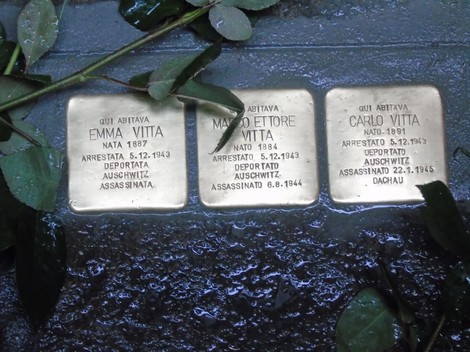 QUI ABITAVA
EMMA VITTA
NATA 1887
ARRESTATA 5.12.1943
DEPORTATA
AUSCHWITZ
ASSASSINATA
ABITAVA
ETTORE
VITTA
NATO 1884
ARRESTATO 5.12.1943
DEPORTATO
AUSCHWITZ
ASSASSINATO 6.8.1944
QUI ABITAVA
CARLO VITTA
NATO 1891
ARRESTATO 5.12.1943
DEPORTATO
AUSCHWITZ
ASSASSINATO 22.1.1945
DACHAU